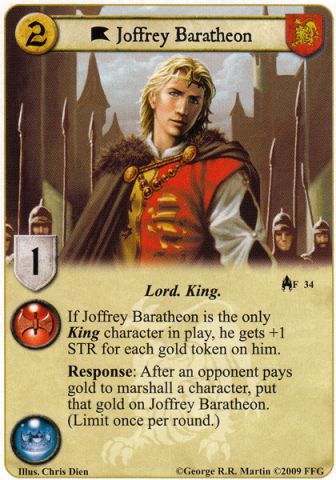 2
Joffrey Baratheon
1
F 34
Lord. King.
If Joffrey Baratheon is the only
King character in play, he gets +1
STR for each gold token on him.
Response: After an opponent pays
gold to marshall a character, put
that gold on Joffrey Baratheon.
(Limit once per round.)
Illus. Chris Dien
©George R.R. Martin ©2009 FFG